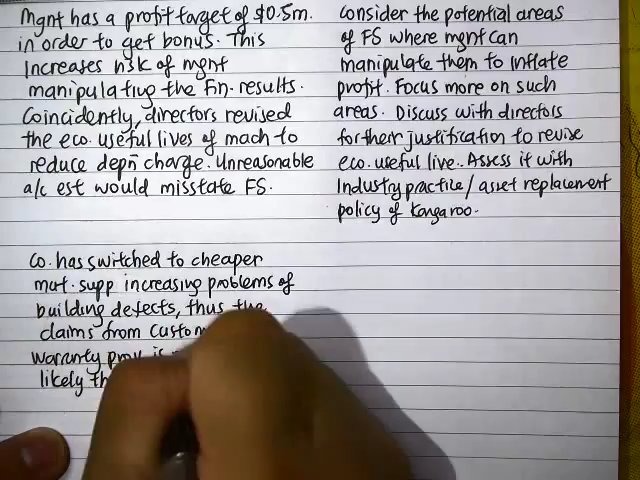 Mgnt has a profit target of $0.5m.
in order to get bonus. This
increases risk of mgnt
manipulating the Fin. results.
Coincidently, directors revised
the eco. useful lives of mach to
reduce depn charge. Unreasonable
a/c est would misstate FS.
Consider the potential areas
of FS where mgnt can
manipulate them to inflate
profit. Focus more on such
areas. Discuss with directors
for their justification to revise
eco. useful live. Assess it with
Industry practice/asset replacement
policy of Kangaroo.
Co. has switched to cheaper
mat. supp increasing problems of
building defects, thus the
claims from
Warranty prov is
likely